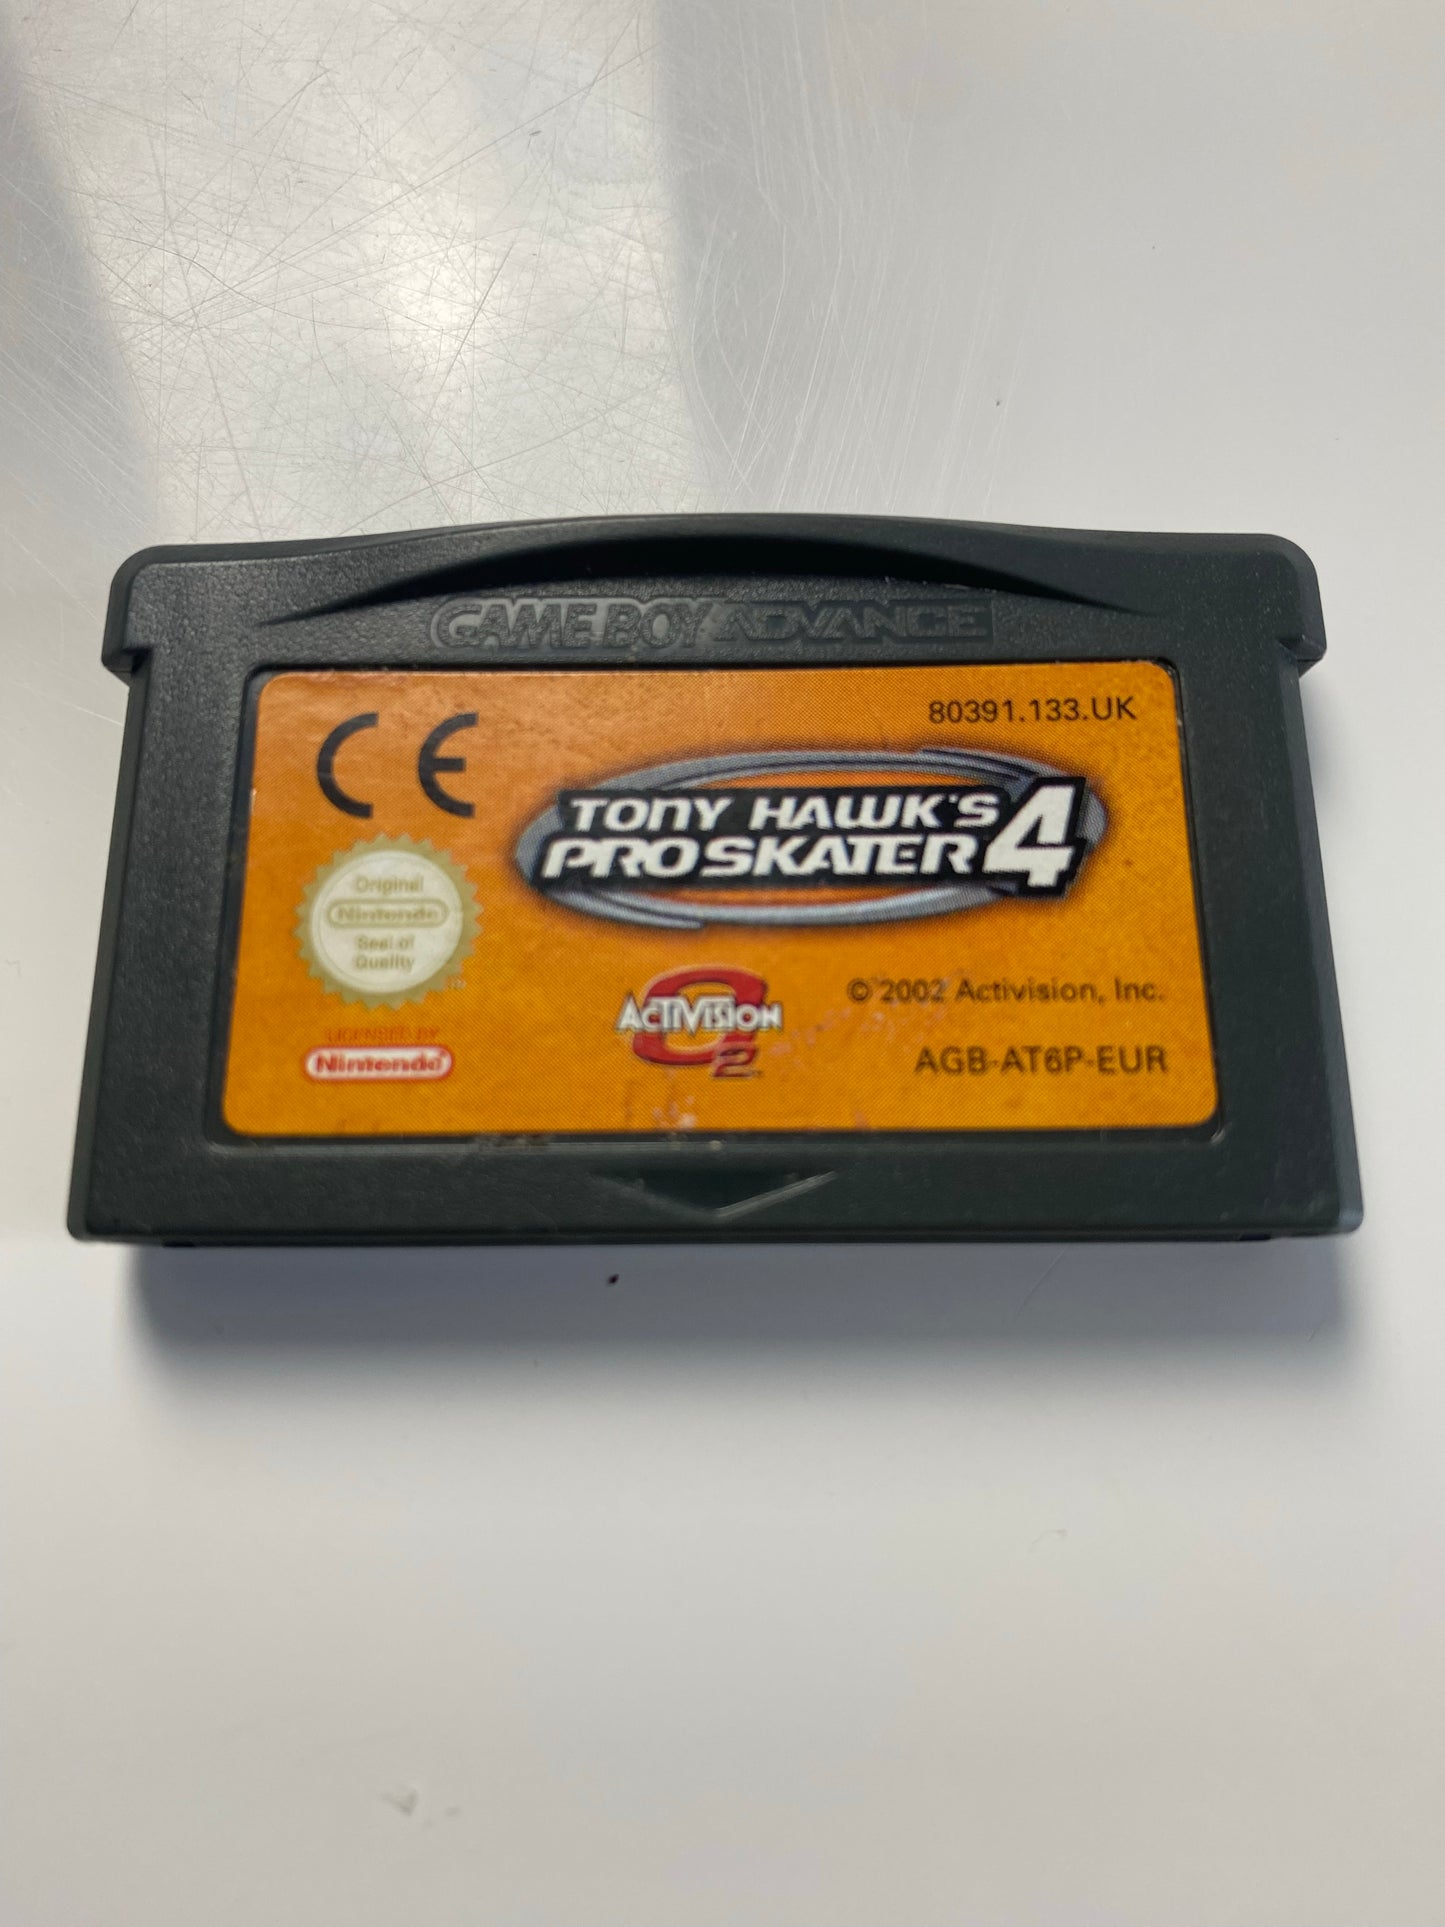 GAME BOY ADVANCE
80391.133.UK
CE
TONY HAWK'S
PRO SKATER 4
Original
Nintendo
Seal of
Quality
TM
LICENSED BY
Nintendo®
ACTIVISION
O2
© 2002 Activision, Inc.
AGB-AT6P-EUR